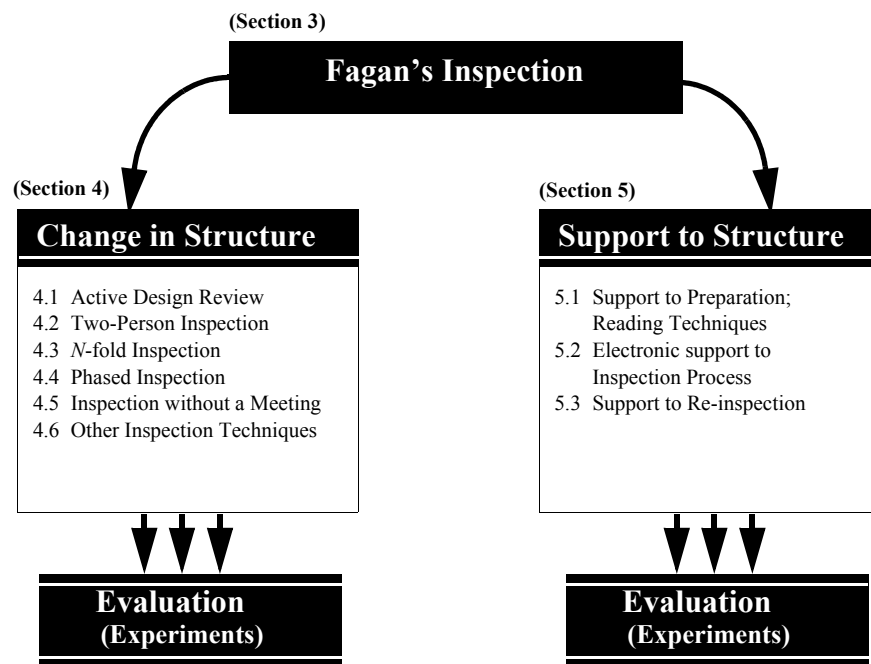 (Section 3)
Fagan's Inspection
(Section 4)
Change in Structure
4.1 Active Design Review
4.2 Two-Person Inspection
4.3 N-fold Inspection
4.4 Phased Inspection
4.5 Inspection without a Meeting
4.6 Other Inspection Techniques
Evaluation
(Experiments)
(Section 5)
Support to Structure
5.1 Support to Preparation;
Reading Techniques
5.2 Electronic support to
Inspection Process
5.3 Support to Re-inspection
Evaluation
(Experiments)